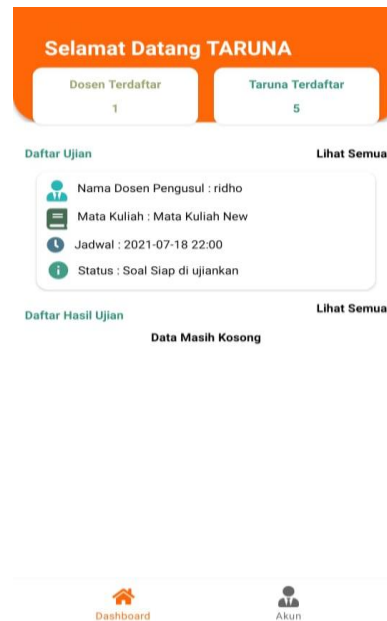 Selamat Datang TARUNA
Dosen Terdaftar
1
Taruna Terdaftar
5
Daftar Ujian
Lihat Semua
Nama Dosen Pengusul : ridho
Mata Kuliah : Mata Kuliah New
Jadwal : 2021-07-18 22:00
Status : Soal Siap di ujiankan
Daftar Hasil Ujian
Lihat Semua
Data Masih Kosong
Dashboard
Akun